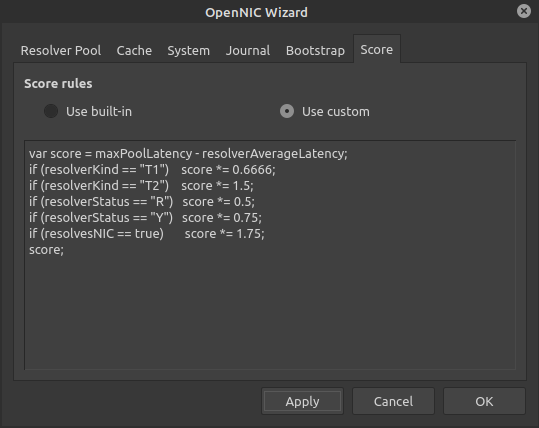 OpenNIC Wizard
Resolver Pool Cache System Journal Bootstrap Score
Score rules
Use built-in Use custom
var score = maxPoolLatency - resolverAverageLatency;
if (resolverKind == "T1") score *= 0.6666;
if (resolverKind == "T2") score *= 1.5;
if (resolverStatus == "R") score *= 0.5;
if (resolverStatus == "Y") score *= 0.75;
if (resolvesNIC == true) score *= 1.75;
score;
Apply Cancel OK